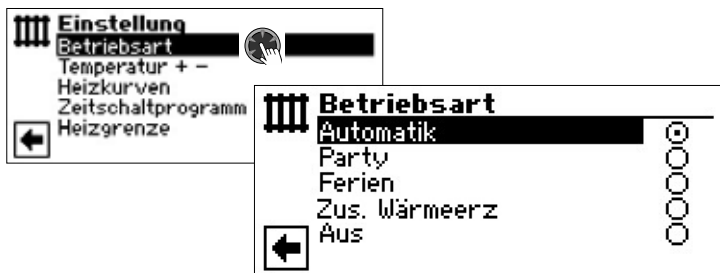 Einstellung
Betriebsart
Temperatur + −
Heizkurven
Zeitschaltprogramm
Heizgrenze
Betriebsart
Automatik
Party
Ferien
Zus. Wärmeerz
Aus